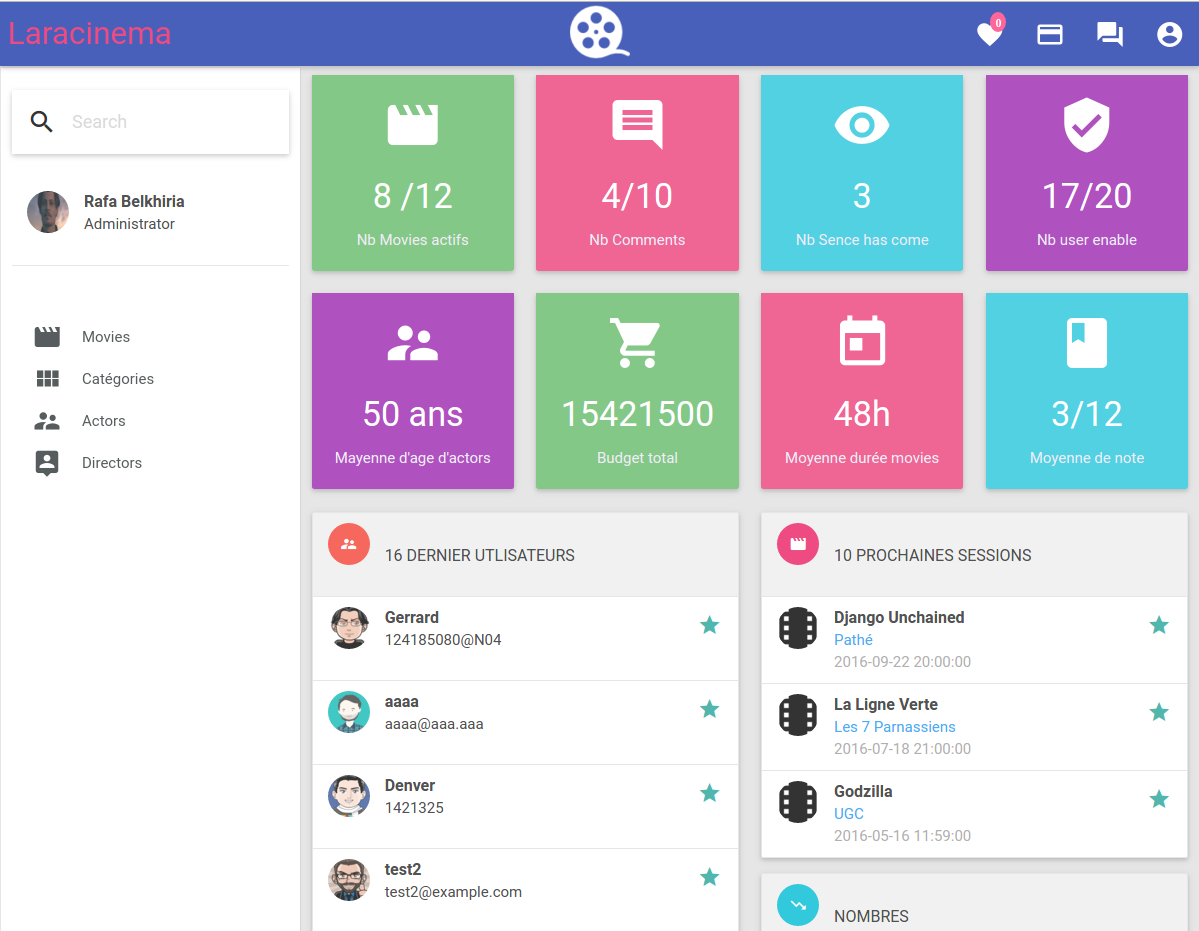 Laracinema
0
Search
Rafa Belkhiria
Administrator
Movies
Catégories
Actors
Directors
8 /12
Nb Movies actifs
4/10
Nb Comments
3
Nb Sence has come
17/20
Nb user enable
50 ans
Mayenne d'age d'actors
15421500
Budget total
48h
Moyenne durée movies
3/12
Moyenne de note
16 DERNIER UTLISATEURS
Gerrard
124185080@N04
aaaa
aaaa@aaa.aaa
Denver
1421325
test2
test2@example.com
10 PROCHAINES SESSIONS
Django Unchained
Pathé
2016-09-22 20:00:00
La Ligne Verte
Les 7 Parnassiens
2016-07-18 21:00:00
Godzilla
UGC
2016-05-16 11:59:00
NOMBRES